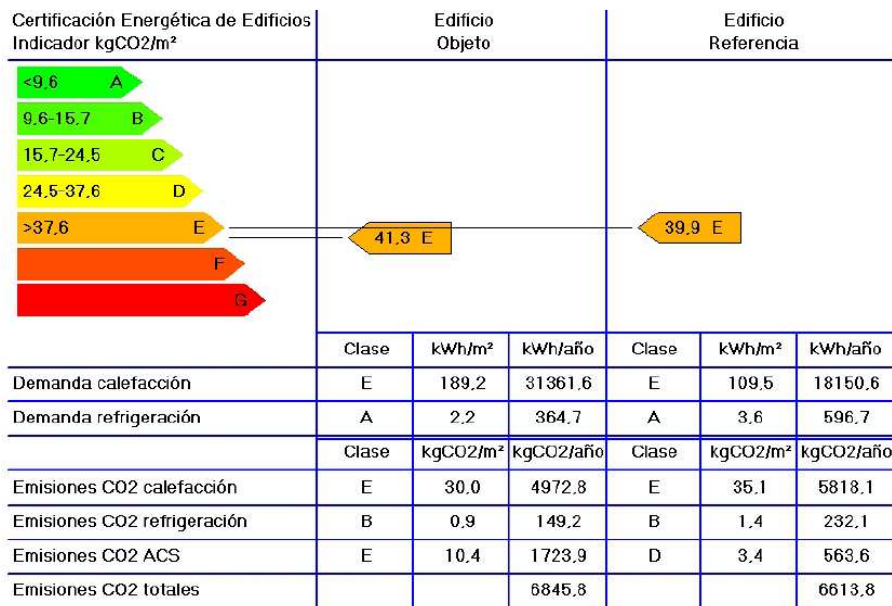 Certificación Energética de Edificios
Indicador kgCO2/m²
Edificio
Objeto
Edificio
Referencia
<9,6 A
9,6-15,7 B
15,7-24,5 C
24,5-37,6 D
>37,6 E
F
G
41,3 E
39,9 E
Clase kWh/m² kWh/año Clase kWh/m² kWh/año
Demanda calefacción E 189,2 31361,6 E 109,5 18150,6
Demanda refrigeración A 2,2 364,7 A 3,6 596,7
Clase kgCO2/m² kgCO2/año Clase kgCO2/m² kgCO2/año
Emisiones CO2 calefacción E 30,0 4972,8 E 35,1 5818,1
Emisiones CO2 refrigeración B 0,9 149,2 B 1,4 232,1
Emisiones CO2 ACS E 10,4 1723,9 D 3,4 563,6
Emisiones CO2 totales 6845,8 6613,8